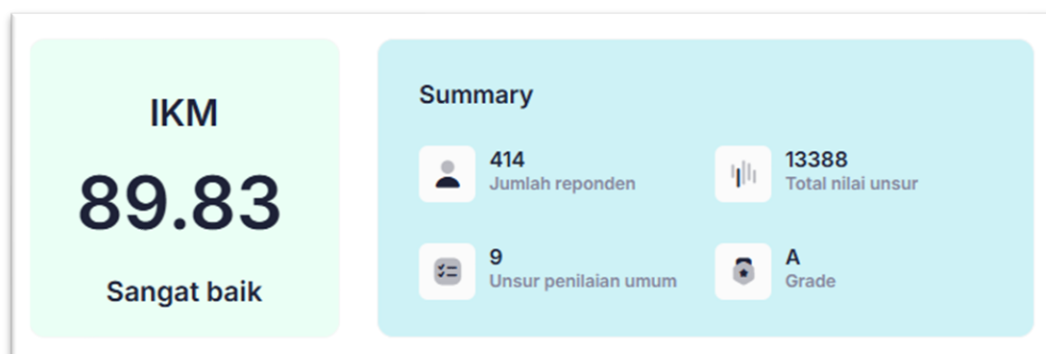 IKM
89.83
Sangat baik
Summary
414
Jumlah reponden
13388
Total nilai unsur
9
Unsur penilaian umum
A
Grade